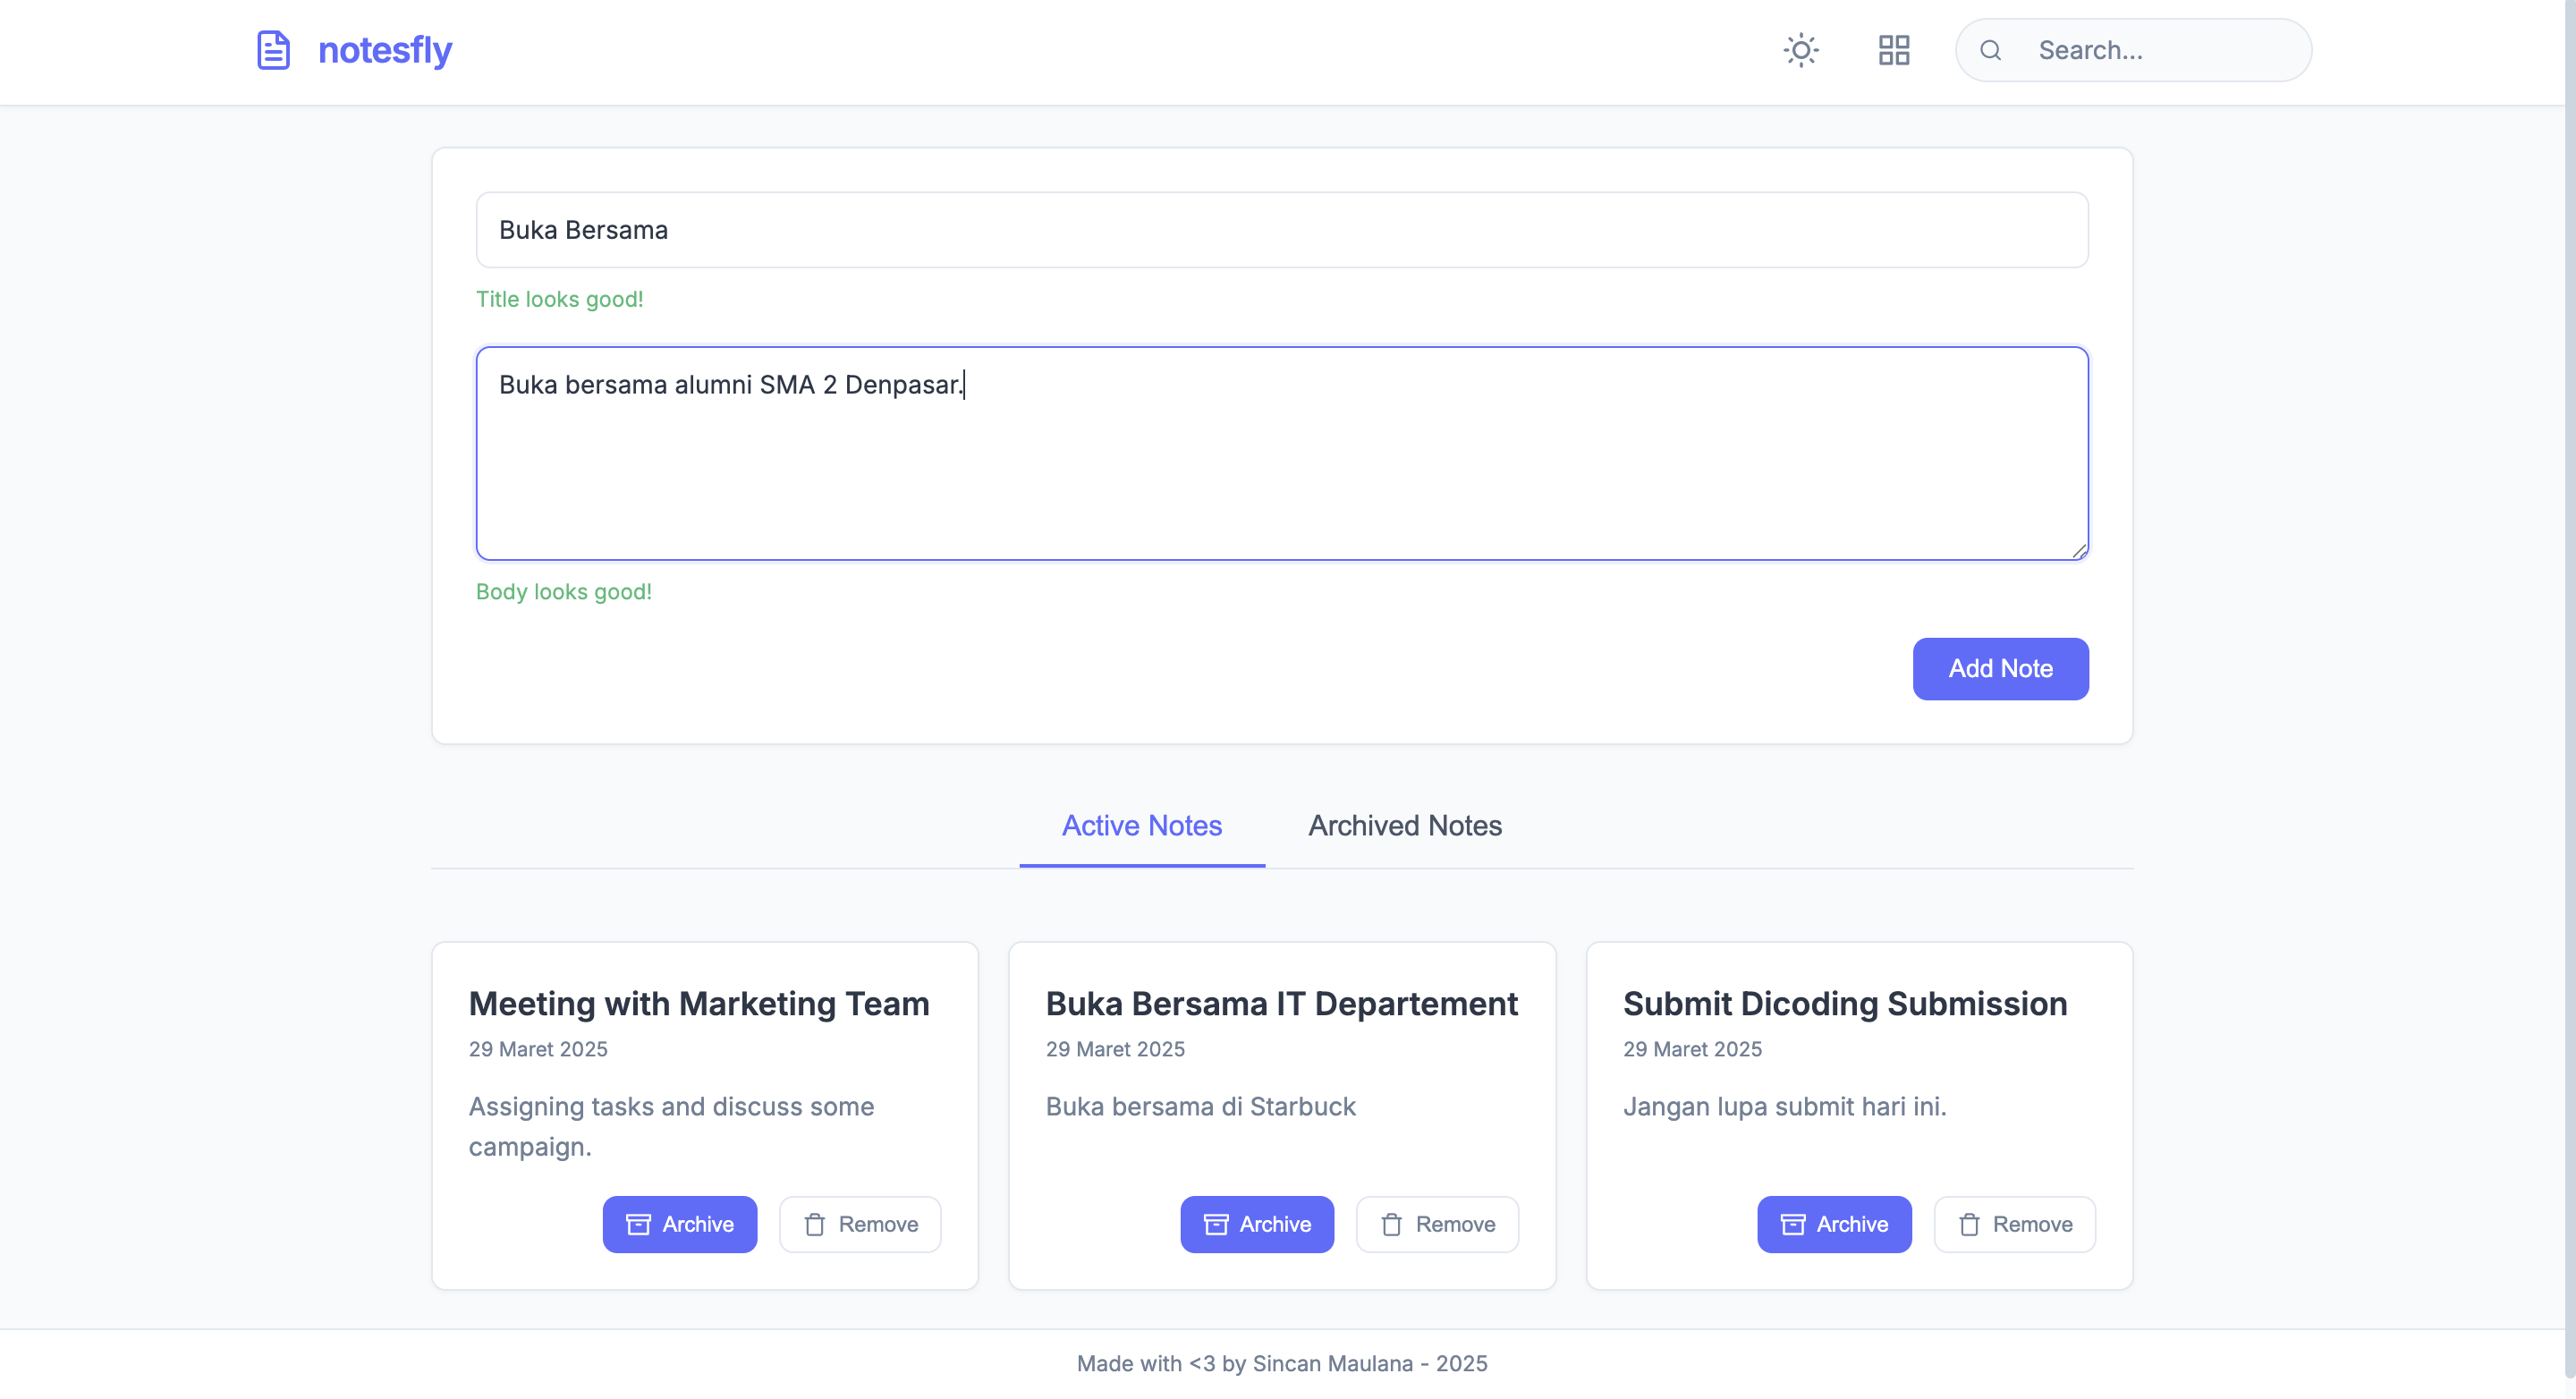 notesfly
Search...
Buka Bersama
Title looks good!
Buka bersama alumni SMA 2 Denpasar.
Body looks good!
Add Note
Active Notes
Archived Notes
Meeting with Marketing Team
29 Maret 2025
Assigning tasks and discuss some
campaign.
Archive
Remove
Buka Bersama IT Departement
29 Maret 2025
Buka bersama di Starbuck
Archive
Remove
Submit Dicoding Submission
29 Maret 2025
Jangan lupa submit hari ini.
Archive
Remove
Made with <3 by Sincan Maulana - 2025